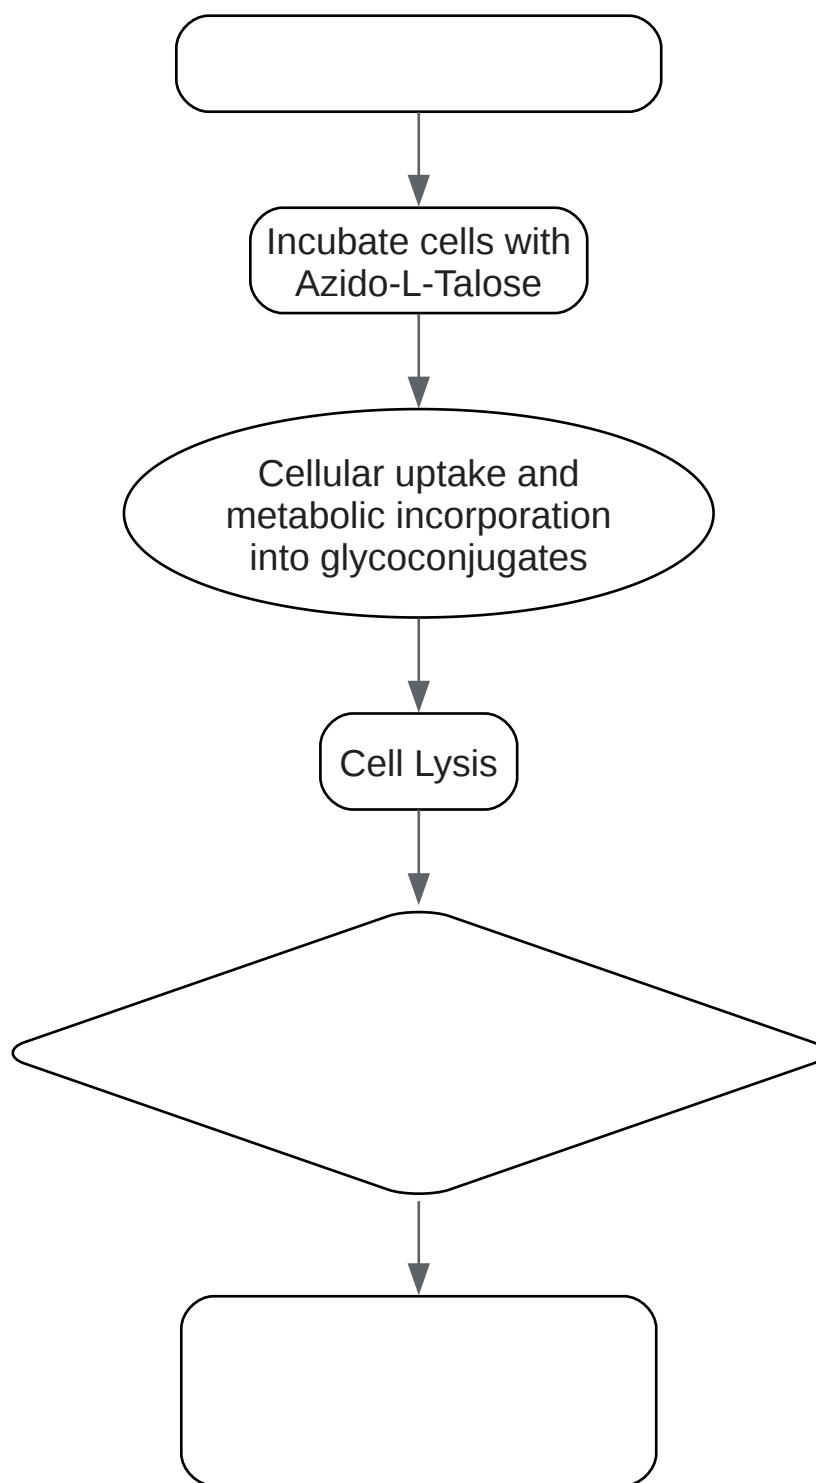 Incubate cells with
Azido-L-Talose
Cellular uptake and
metabolic incorporation
into glycoconjugates
Cell Lysis